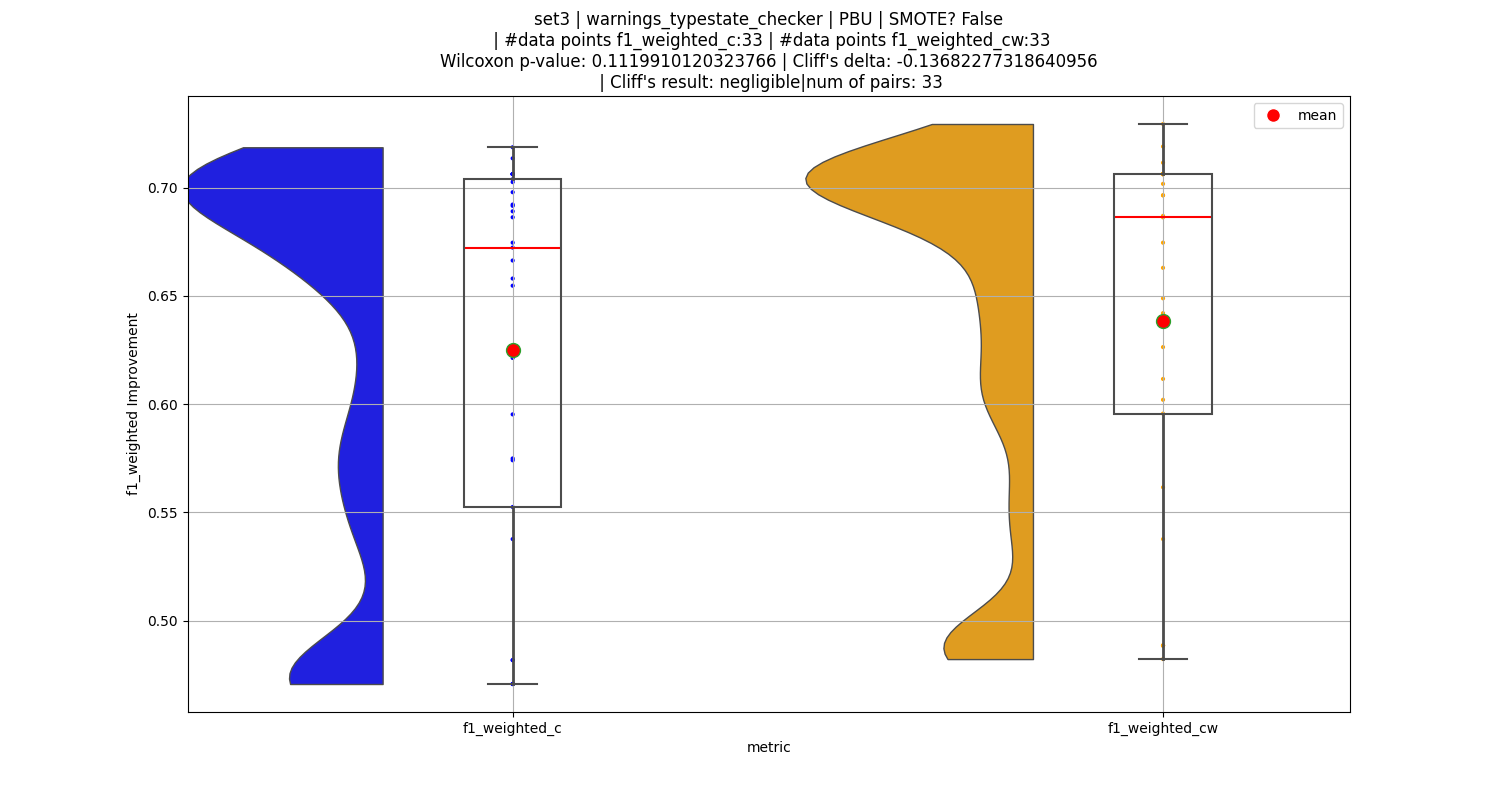 set3 | warnings_typestate_checker | PBU | SMOTE? False
| #data points f1_weighted_c:33 | #data points f1_weighted_cw:33
Wilcoxon p-value: 0.1119910120323766 | Cliff's delta: -0.13682277318640956
| Cliff's result: negligible|num of pairs: 33
mean
0.70
0.65
0.60
0.55
0.50
f1_weighted Improvement
f1_weighted_c
f1_weighted_cw
metric